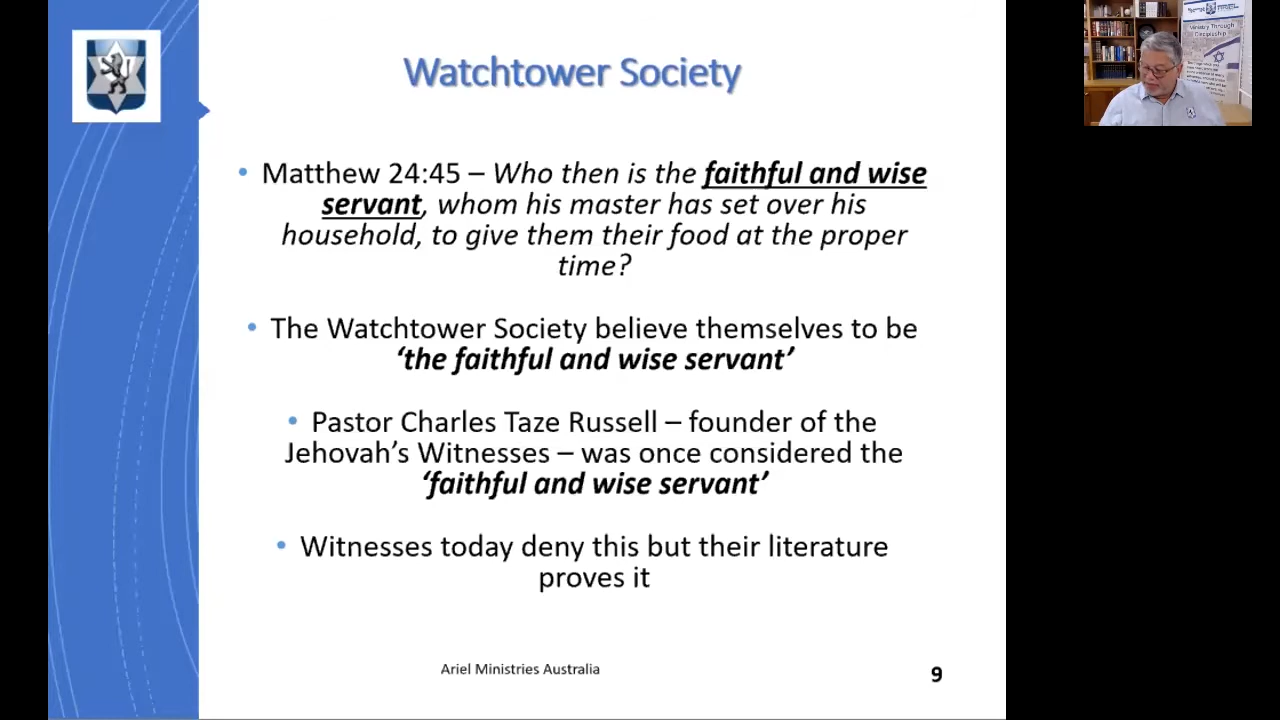 Watchtower Society
• Matthew 24:45 – Who then is the faithful and wise
servant, whom his master has set over his
household, to give them their food at the proper
time?
• The Watchtower Society believe themselves to be
‘the faithful and wise servant’
• Pastor Charles Taze Russell – founder of the
Jehovah’s Witnesses – was once considered the
‘faithful and wise servant’
• Witnesses today deny this but their literature
proves it
Ariel Ministries Australia
9
Ministry Through
Discipleship